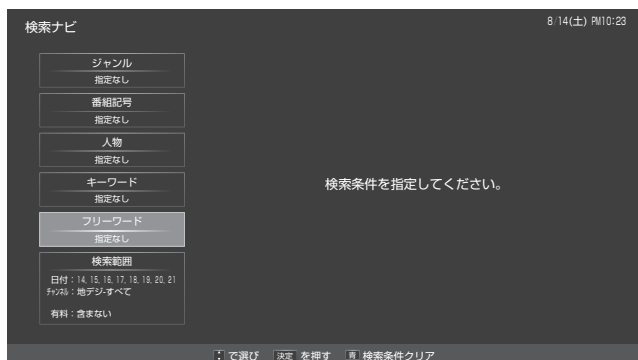 検索ナビ
8/14(土) PM10:23
ジャンル
指定なし
番組記号
指定なし
人物
指定なし
キーワード
指定なし
フリーワード
指定なし
検索範囲
日付：14, 15, 16, 17, 18, 19, 20, 21
チャンネル：地デジ-すべて
有料：含まない
検索条件を指定してください。
で選び 決定 を押す 青 検索条件クリア